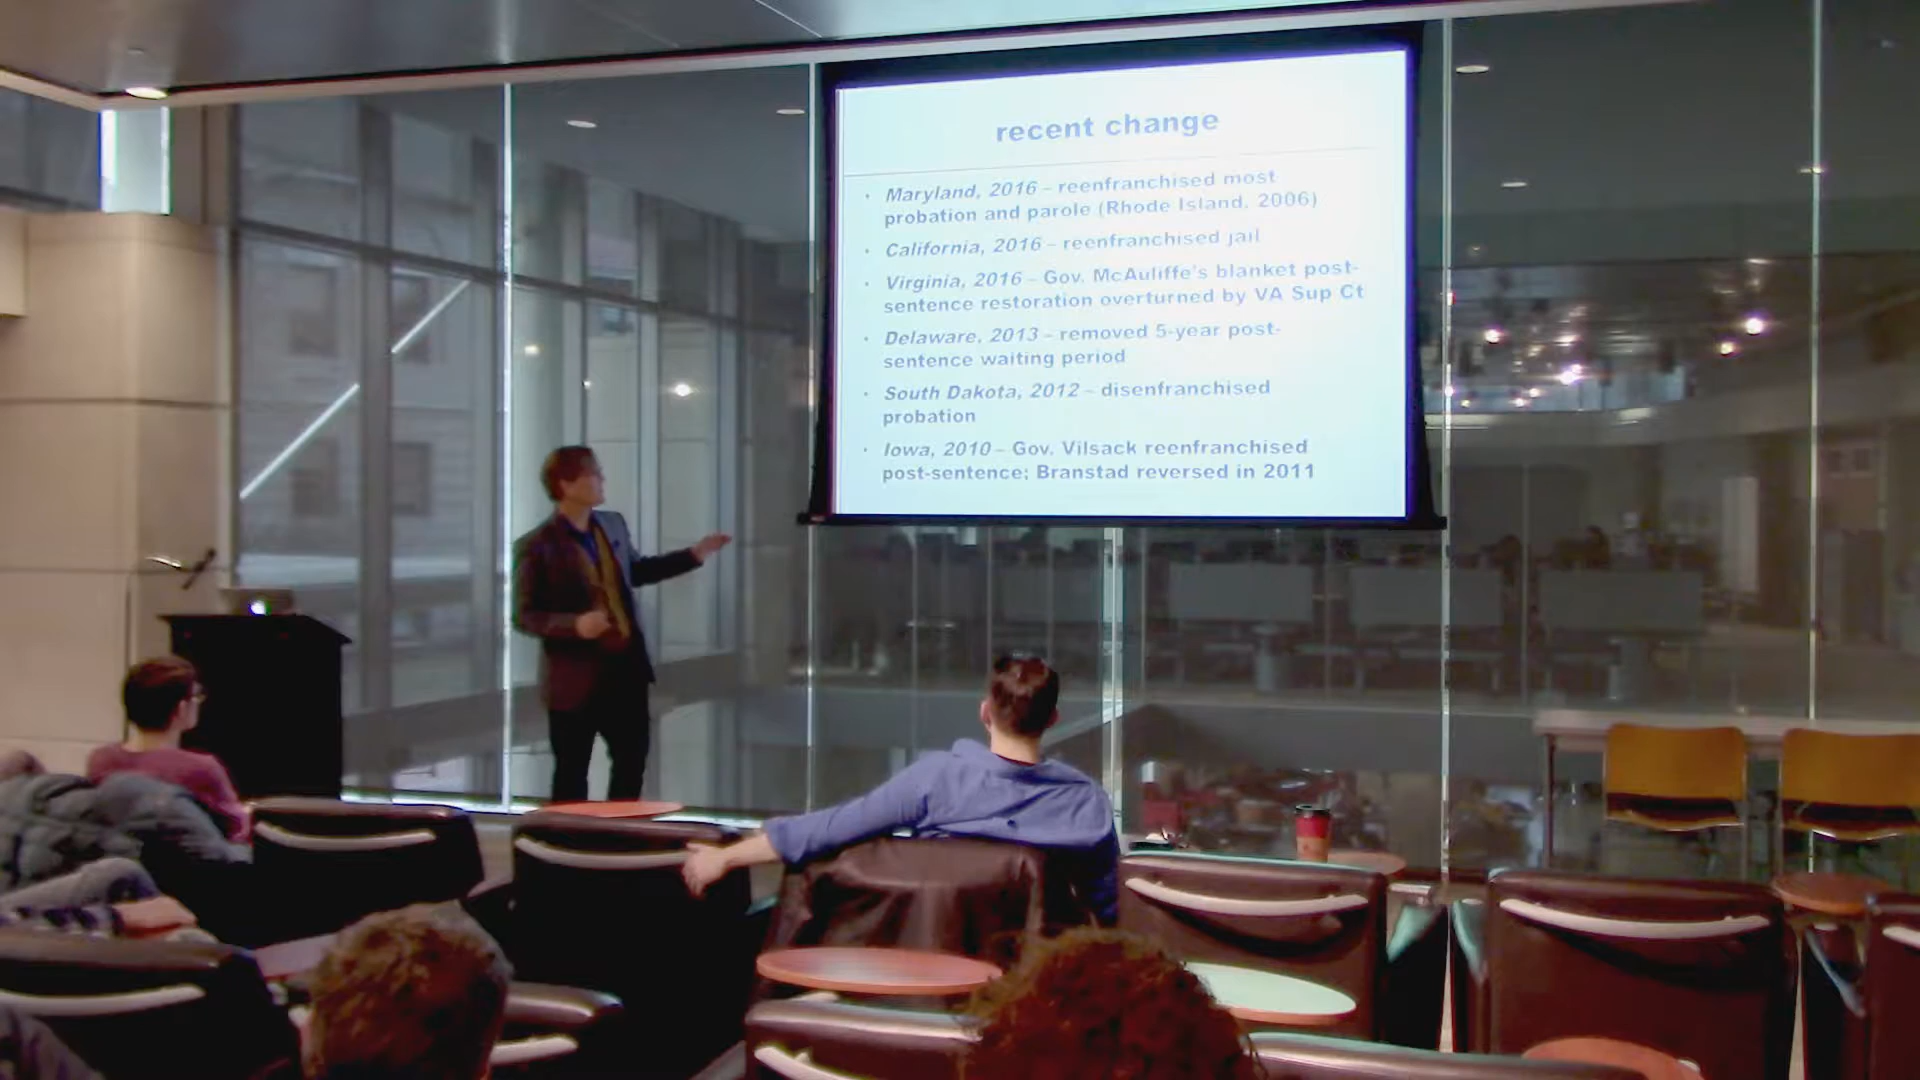 recent change
· Maryland, 2016 – reenfranchised most
probation and parole (Rhode Island, 2006)
· California, 2016 – reenfranchised jail
· Virginia, 2016 – Gov. McAuliffe's blanket post-
sentence restoration overturned by VA Sup Ct
· Delaware, 2013 – removed 5-year post-
sentence waiting period
· South Dakota, 2012 – disenfranchised
probation
· Iowa, 2010 – Gov. Vilsack reenfranchised
post-sentence; Branstad reversed in 2011